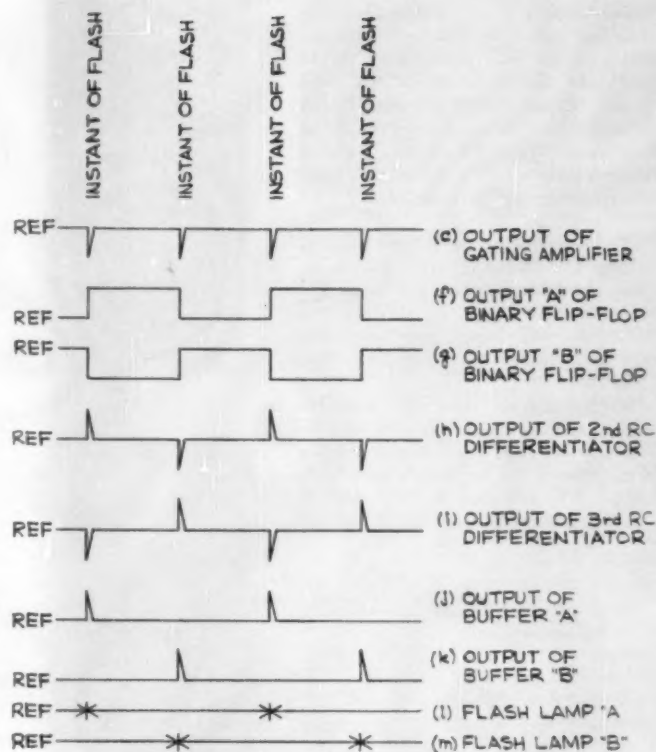 INSTANT OF FLASH
INSTANT OF FLASH
INSTANT OF FLASH
INSTANT OF FLASH
REF
(e) OUTPUT OF
GATING AMPLIFIER
REF
(f) OUTPUT "A" OF
BINARY FLIP-FLOP
REF
(g) OUTPUT "B" OF
BINARY FLIP-FLOP
REF
(h) OUTPUT OF 2nd RC
DIFFERENTIATOR
REF
(i) OUTPUT OF 3rd RC
DIFFERENTIATOR
REF
(j) OUTPUT OF
BUFFER "A"
REF
(k) OUTPUT OF
BUFFER "B"
REF
(l) FLASH LAMP "A
REF
(m) FLASH LAMP "B"